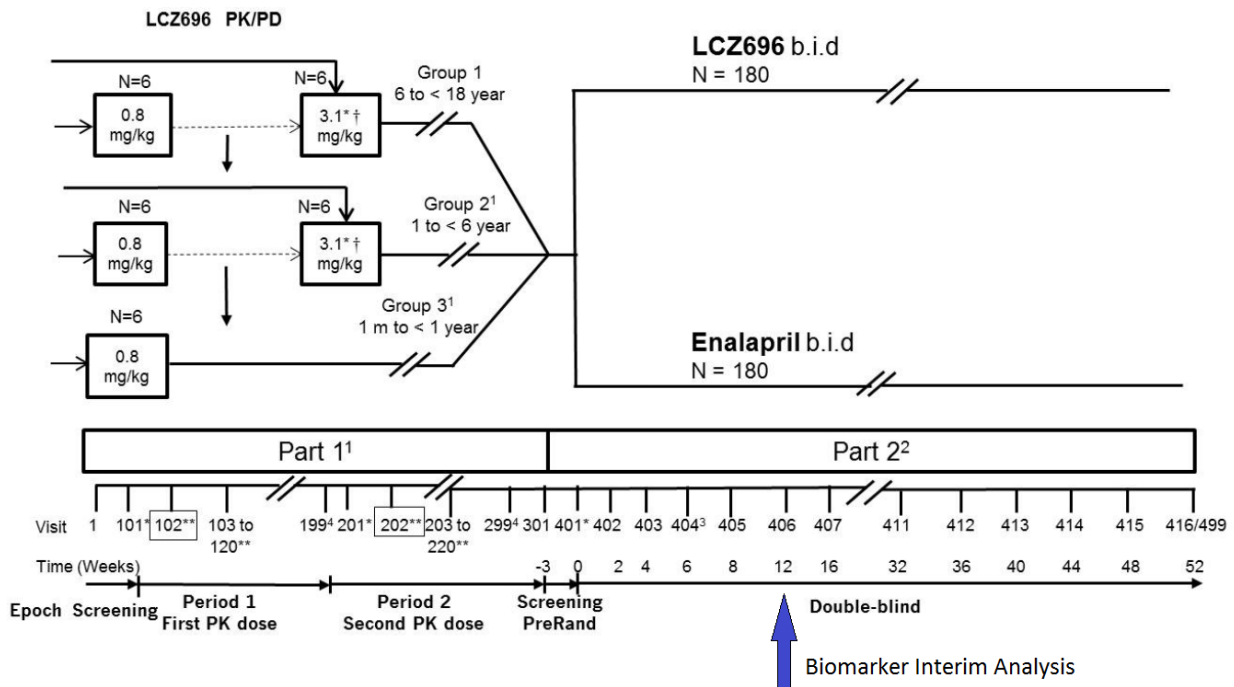 LCZ696 PK/PD
LCZ696 b.i.d
N = 180
N=6
N=6
Group 1
6 to < 18 year
0.8
mg/kg
3.1*†
mg/kg
N=6
N=6
Group 2¹
1 to < 6 year
0.8
mg/kg
3.1*†
mg/kg
N=6
Group 3¹
1 m to < 1 year
0.8
mg/kg
Enalapril b.i.d
N = 180
Part 1¹
Part 2²
Visit 1 101* 102** 103 to 120** 199⁴ 201* 202** 203 to 220** 299⁴ 301 401* 402 403 404³ 405 406 407 411 412 413 414 415 416/499
Time (Weeks) -3 0 2 4 6 8 12 16 32 36 40 44 48 52
Epoch Screening
Period 1
First PK dose
Period 2
Second PK dose
Screening
PreRand
Double-blind
Biomarker Interim Analysis